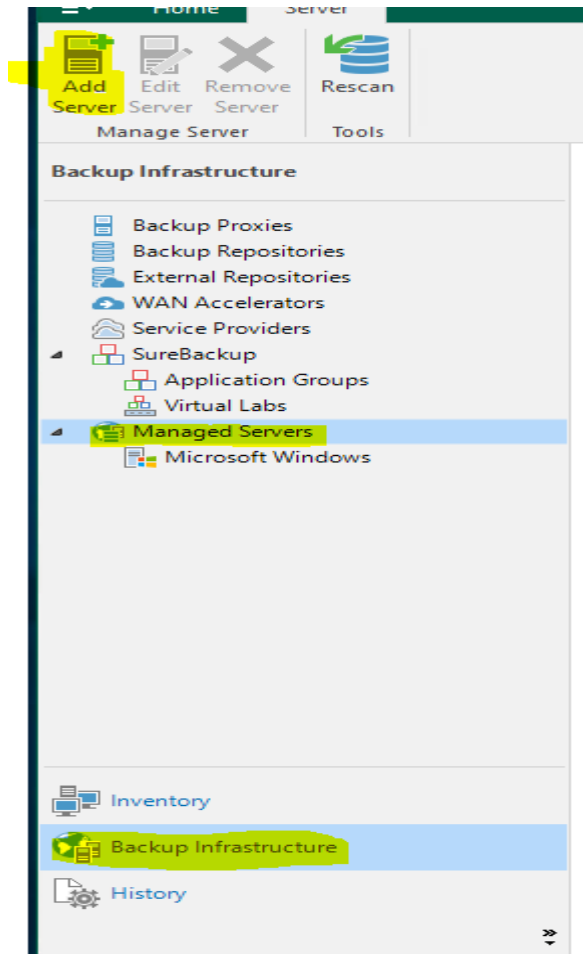 Home Server
Add Edit Remove Rescan
Server Server Server
Manage Server Tools
Backup Infrastructure
Backup Proxies
Backup Repositories
External Repositories
WAN Accelerators
Service Providers
SureBackup
Application Groups
Virtual Labs
Managed Servers
Microsoft Windows
Inventory
Backup Infrastructure
History